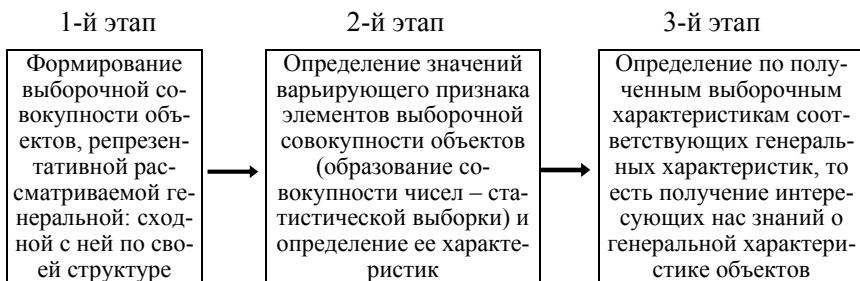 1-й этап
2-й этап
3-й этап
Формирование
выборочной со-
вокупности объ-
ектов, репрезен-
тативной рас-
сматриваемой ге-
неральной: сход-
ной с ней по сво-
ей структуре
Определение значений
варьирующего признака
элементов выборочной
совокупности объектов
(образование со-
вокупности чисел – ста-
тистической выборки) и
определение ее характе-
ристик
Определение по полу-
ченным выборочным
характеристикам соот-
ветствующих генераль-
ных характеристик, то
есть получение интере-
сующих нас знаний о
генеральной характери-
стике объектов